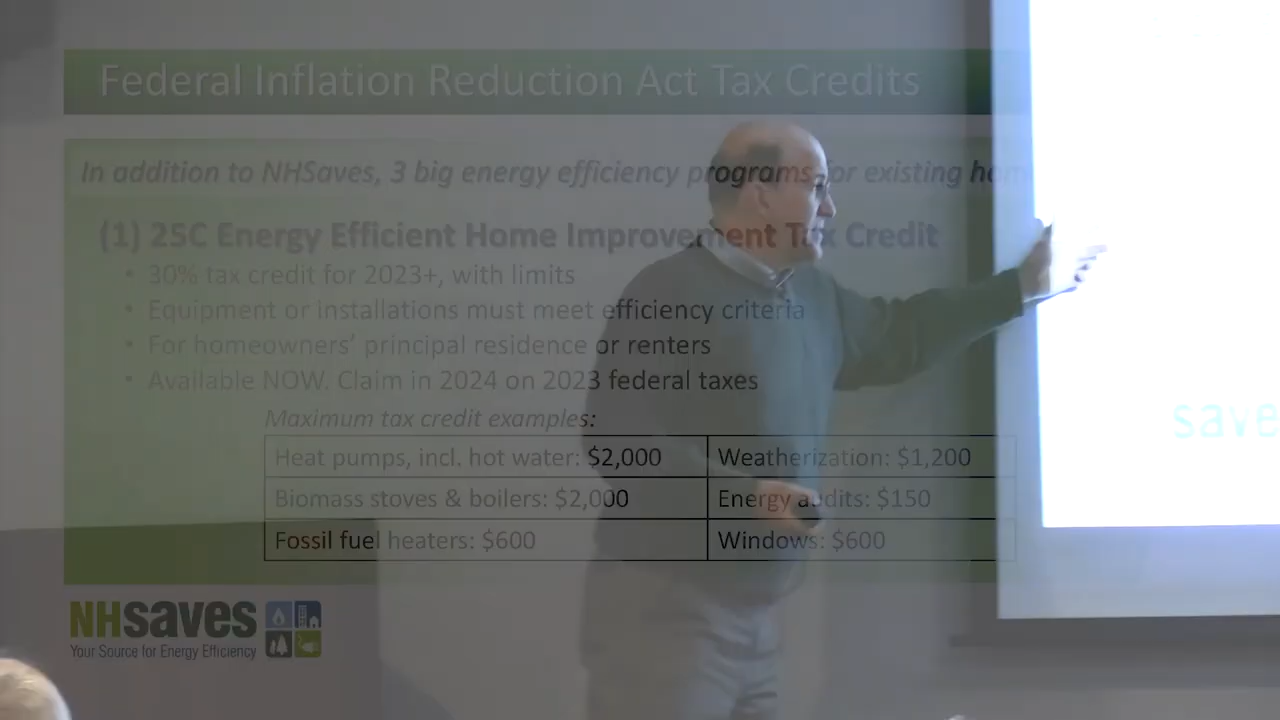 Federal Inflation Reduction Act Tax Credits
In addition to NHSaves, 3 big energy efficiency programs for existing
(1) 25C Energy Efficient Home Improvement Tax Credit
• 30% tax credit for 2023+, with limits
• Equipment or installations must meet efficiency criteria
• For homeowners' principal residence or renters
• Available NOW. Claim in 2024 on 2023 federal taxes
Maximum tax credit examples:
Heat pumps, incl. hot water: $2,000 Weatherization: $1,200
Biomass stoves & boilers: $2,000 Energy audits: $150
Fossil fuel heaters: $600 Windows: $600
save
NHsaves
Your Source for Energy Efficiency